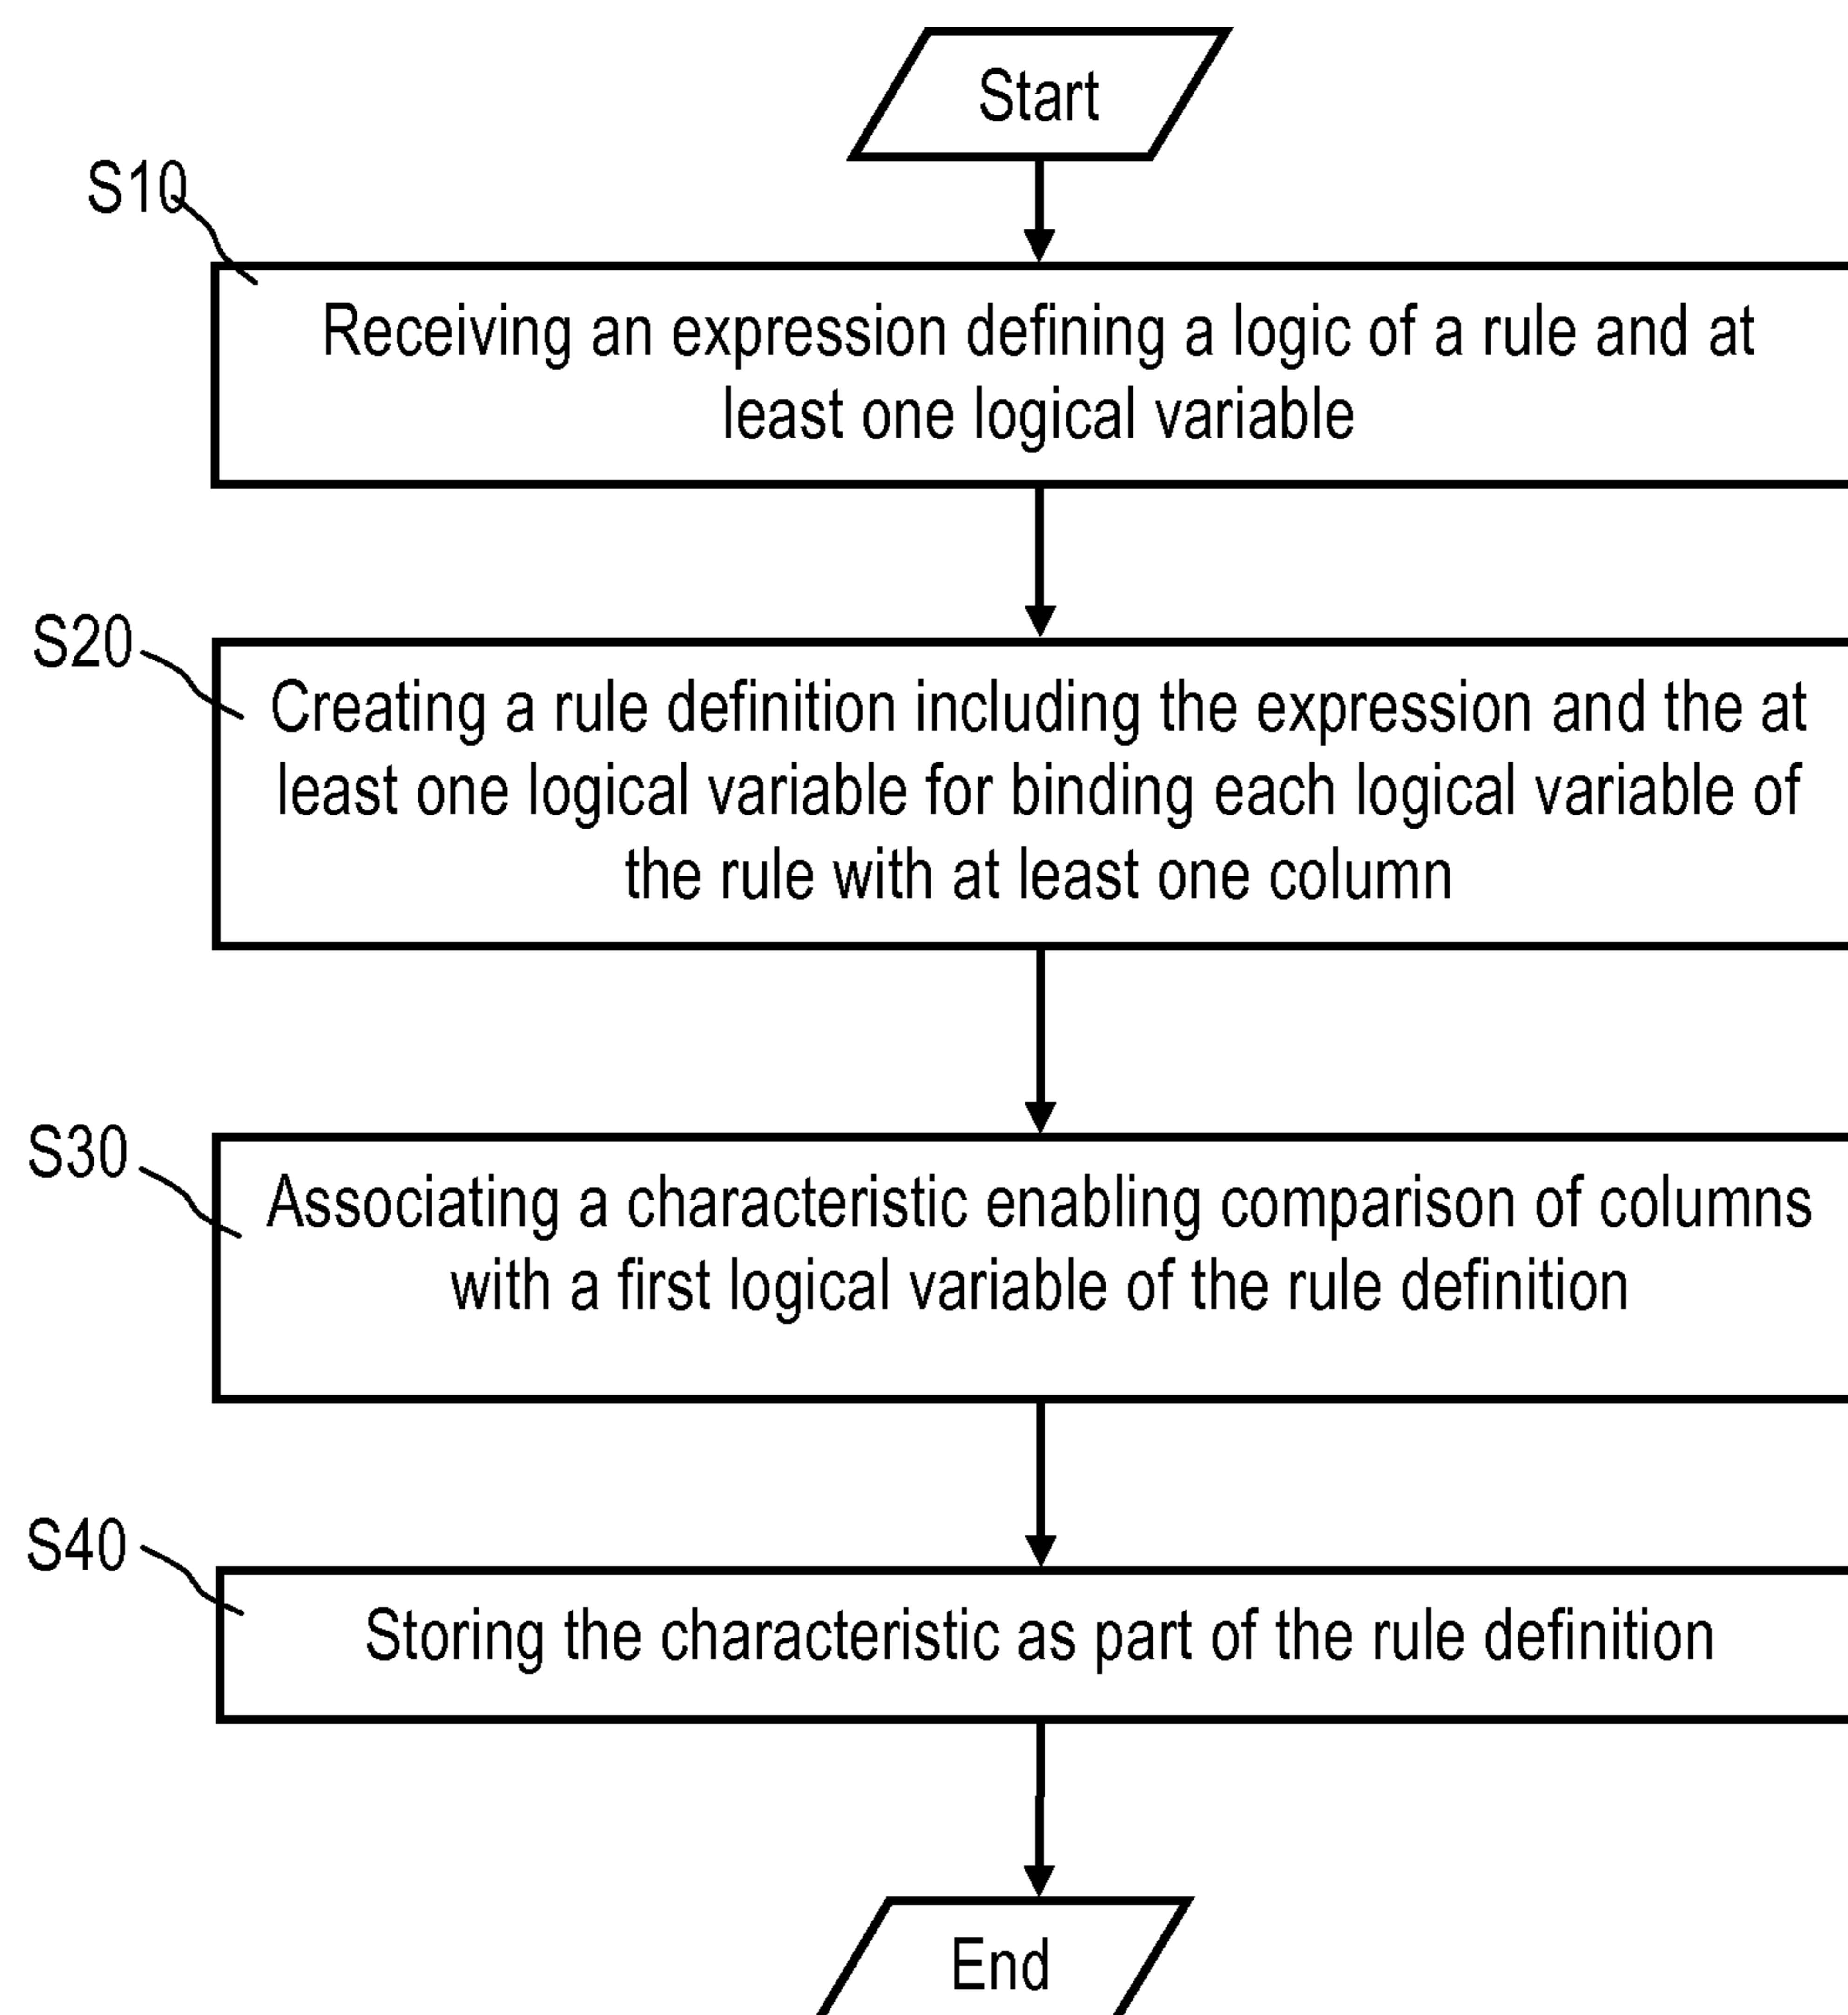 Start
S10
Receiving an expression defining a logic of a rule and at
least one logical variable
S20
Creating a rule definition including the expression and the at
least one logical variable for binding each logical variable of
the rule with at least one column
S30
Associating a characteristic enabling comparison of columns
with a first logical variable of the rule definition
S40
Storing the characteristic as part of the rule definition
End